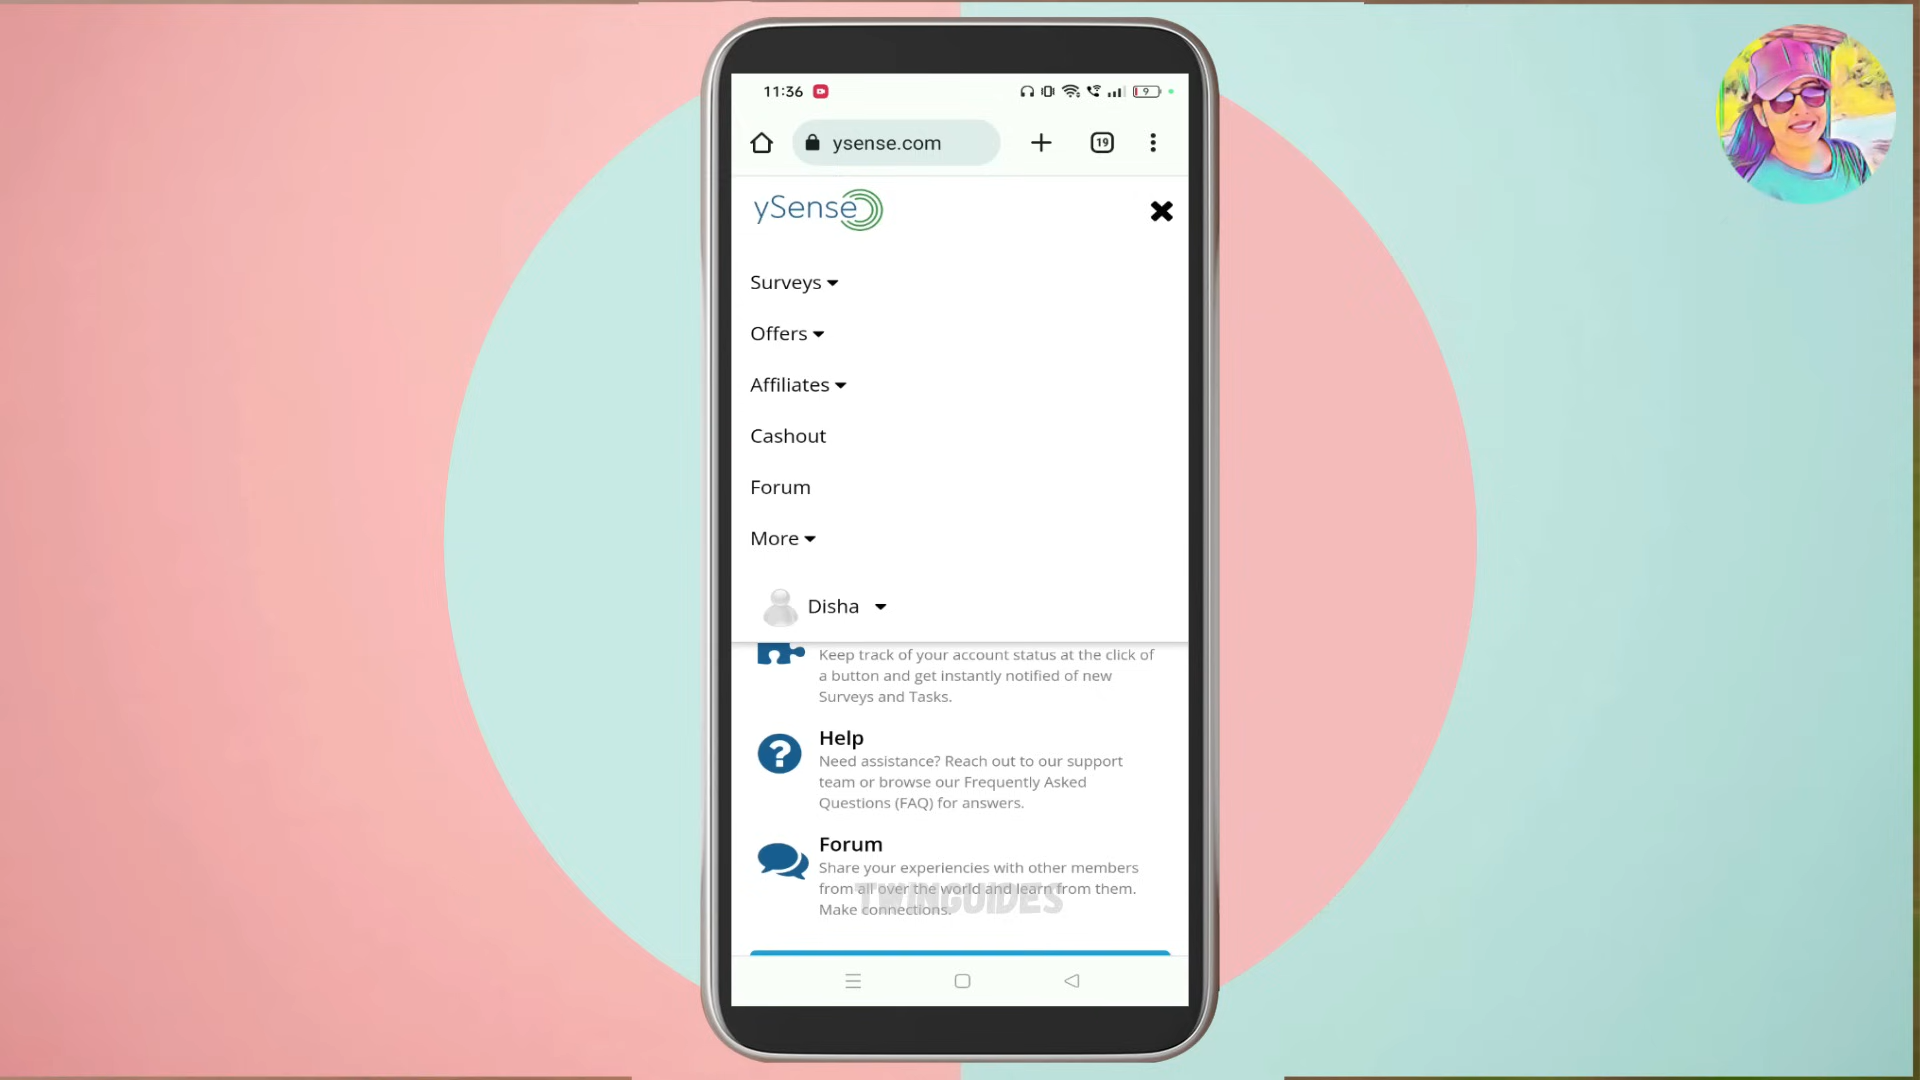 11:36
9
ysense.com
19
ySense
Surveys
Offers
Affiliates
Cashout
Forum
More
Disha
Keep track of your account status at the click of
a button and get instantly notified of new
Surveys and Tasks.
Help
Need assistance? Reach out to our support
team or browse our Frequently Asked
Questions (FAQ) for answers.
Forum
Share your experiencies with other members
from all over the world and learn from them.
Make connections.
TWINGUIDES